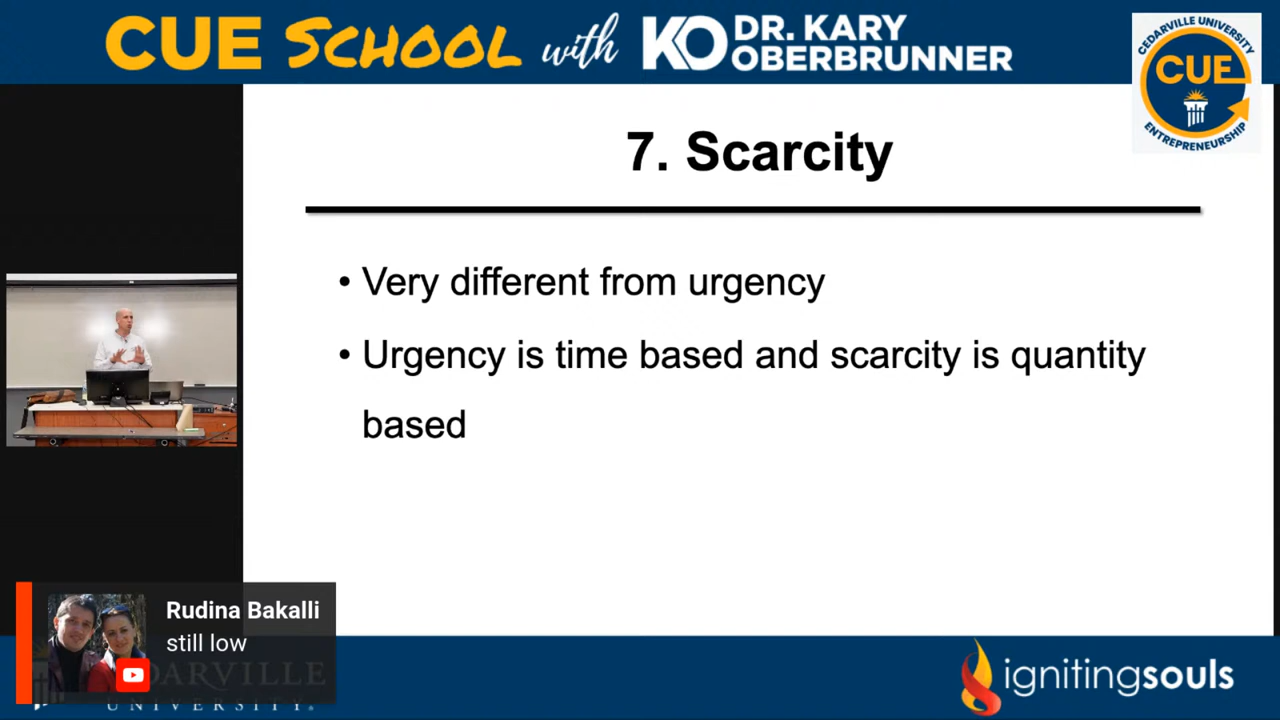 CUE SCHOOL with KO DR. KARY
OBERBRUNNER
CEDARVILLE UNIVERSITY
CUE
ENTREPRENEURSHIP
7. Scarcity
• Very different from urgency
• Urgency is time based and scarcity is quantity
based
Rudina Bakalli
still low
DARVILLE
UNIVERSITY.
ignitingsouls